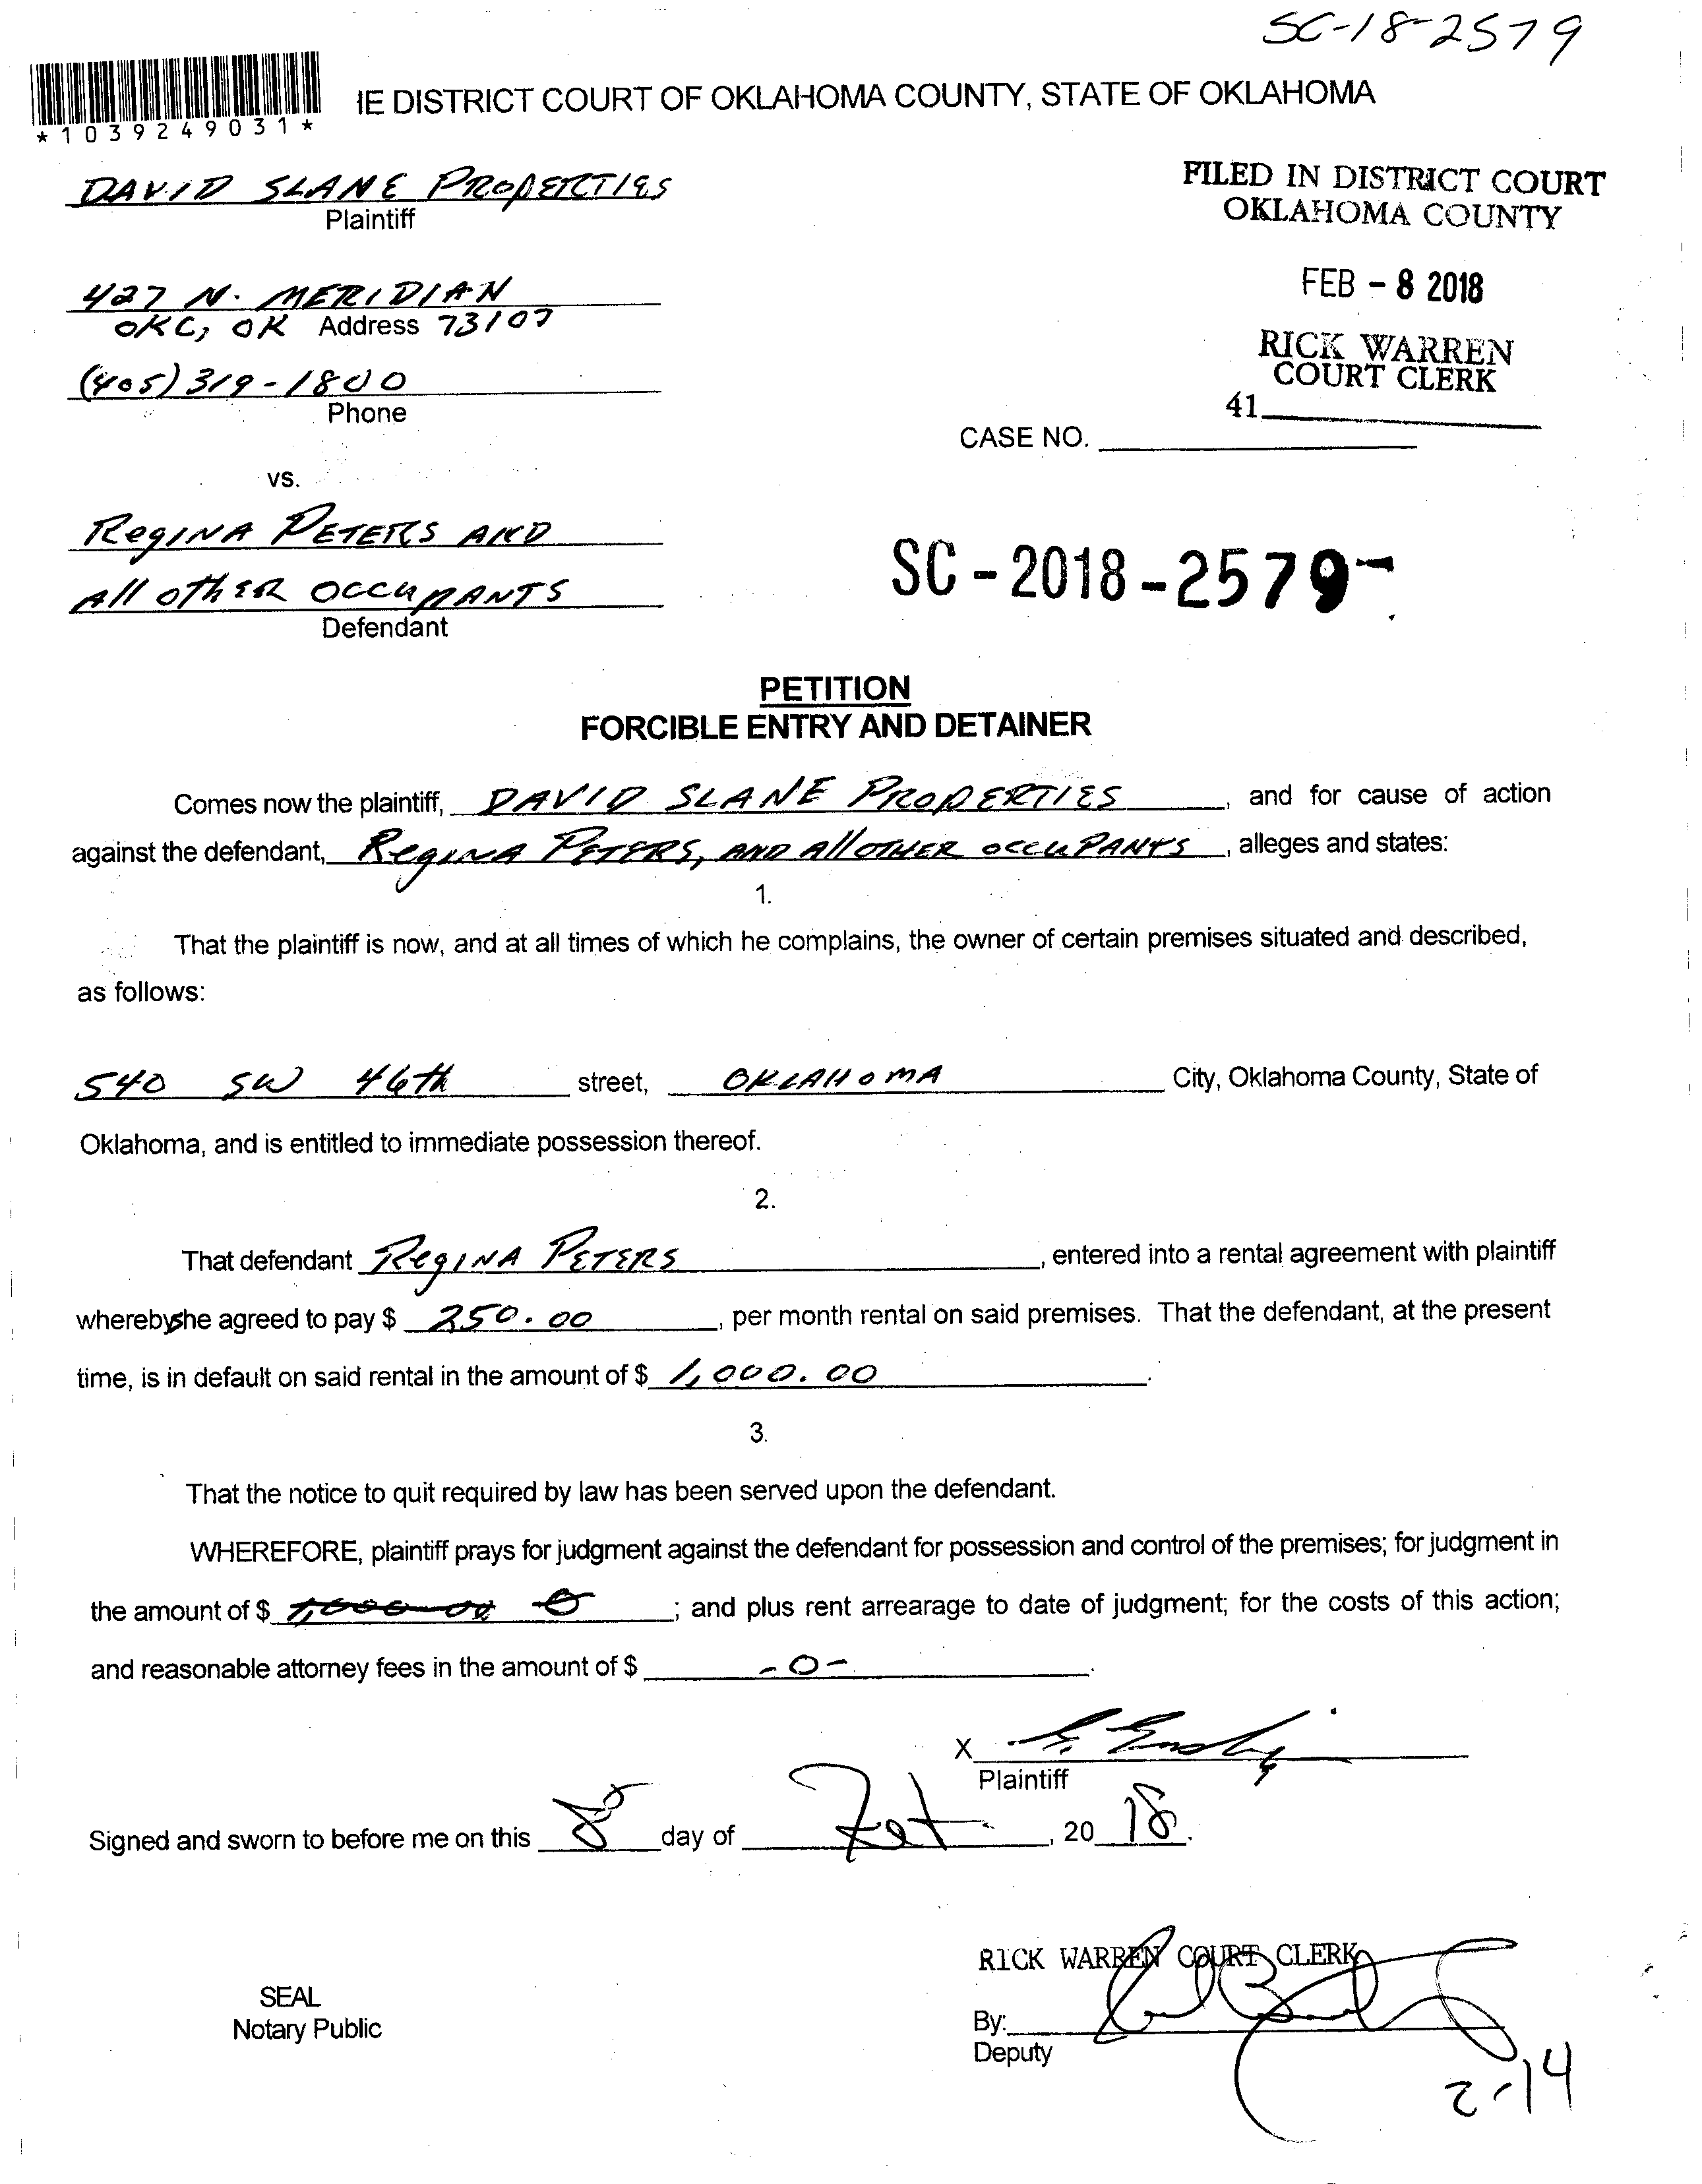 SC-18-2579
*1039249031*
IE DISTRICT COURT OF OKLAHOMA COUNTY, STATE OF OKLAHOMA
DAVID SLANE PROPERTIES
Plaintiff
FILED IN DISTRICT COURT
OKLAHOMA COUNTY
427 N. MERIDIAN
OKC, OK Address 73107
FEB - 8 2018
(405) 319-1800
Phone
RICK WARREN
COURT CLERK
41
CASE NO.
vs.
REGINA PETERS AND
All other OCCUPANTS
Defendant
SC-2018-2579-
PETITION
FORCIBLE ENTRY AND DETAINER
Comes now the plaintiff, DAVID SLANE PROPERTIES, and for cause of action
against the defendant, Regina PETERS, AND All OTHER OCCUPANTS, alleges and states:
1.
That the plaintiff is now, and at all times of which he complains, the owner of certain premises situated and described,
as follows:
540 SW 46th street, OKLAHOMA City, Oklahoma County, State of
Oklahoma, and is entitled to immediate possession thereof.
2.
That defendant REGINA PETERS, entered into a rental agreement with plaintiff
whereby she agreed to pay $ 250.00, per month rental on said premises. That the defendant, at the present
time, is in default on said rental in the amount of $ 1,000.00.
3.
That the notice to quit required by law has been served upon the defendant.
WHEREFORE, plaintiff prays for judgment against the defendant for possession and control of the premises; for judgment in
the amount of $ 1,000.00 0; and plus rent arrearage to date of judgment; for the costs of this action;
and reasonable attorney fees in the amount of $ -0-.
X
Plaintiff
Signed and sworn to before me on this 8 day of Feb, 20 18.
RICK WARREN COURT CLERK
SEAL
Notary Public
By:
Deputy
2-14